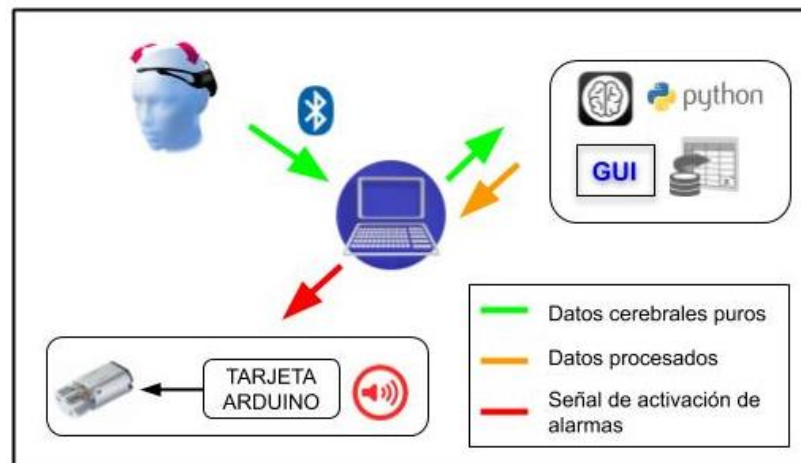 python
GUI
Datos cerebrales puros
Datos procesados
Señal de activación de
alarmas
TARJETA
ARDUINO